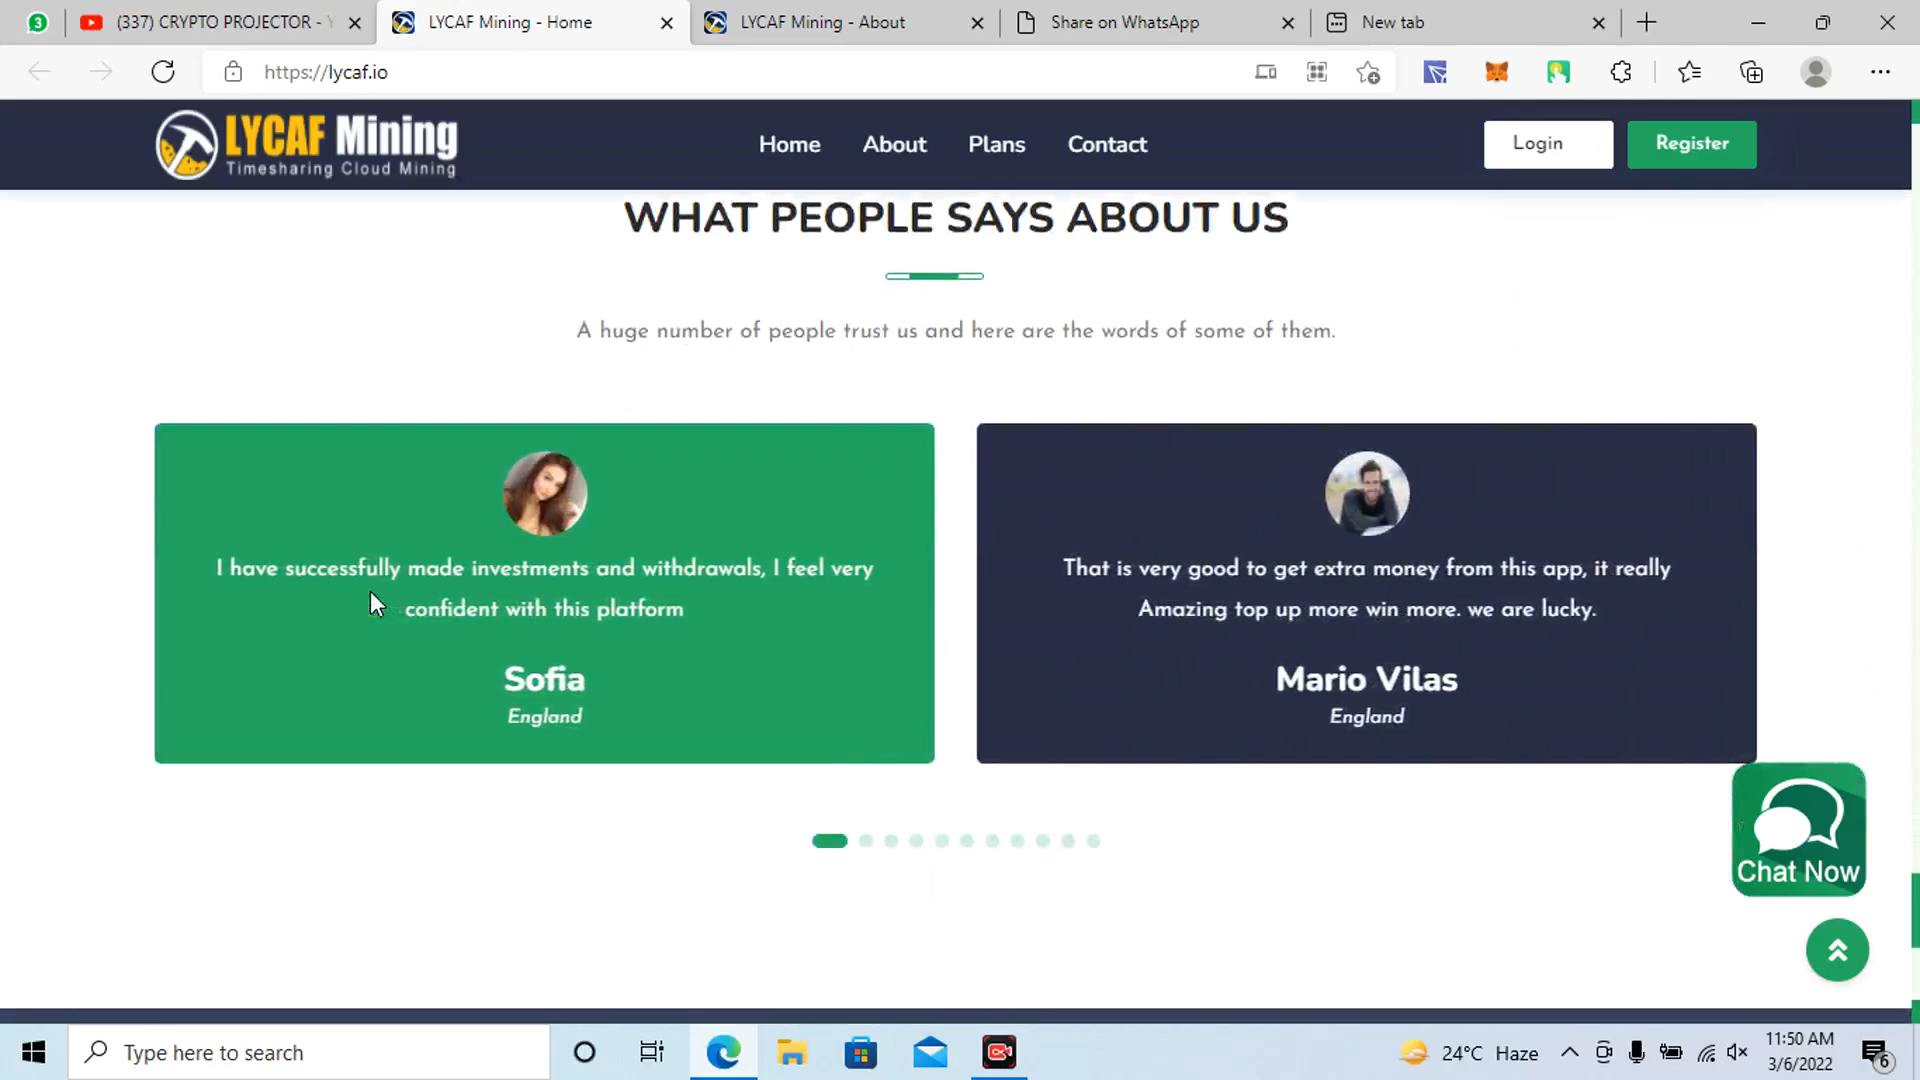 3
(337) CRYPTO PROJECTOR - Y
LYCAF Mining - Home
LYCAF Mining - About
Share on WhatsApp
New tab
https://lycaf.io
LYCAF Mining
Timesharing Cloud Mining
Home
About
Plans
Contact
Login
Register
WHAT PEOPLE SAYS ABOUT US
A huge number of people trust us and here are the words of some of them.
I have successfully made investments and withdrawals, I feel very
confident with this platform
Sofia
England
That is very good to get extra money from this app, it really
Amazing top up more win more. we are lucky.
Mario Vilas
England
Chat Now
Type here to search
24°C Haze
11:50 AM
3/6/2022
6